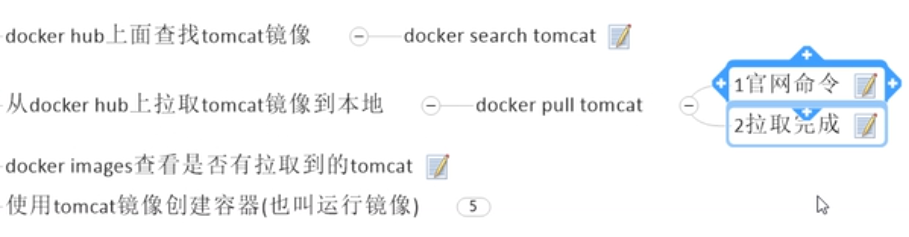 docker hub上面查找tomcat镜像
docker search tomcat
从docker hub上拉取tomcat镜像到本地
docker pull tomcat
1官网命令
2拉取完成
docker images查看是否有拉取到的tomcat
使用tomcat镜像创建容器(也叫运行镜像)
5